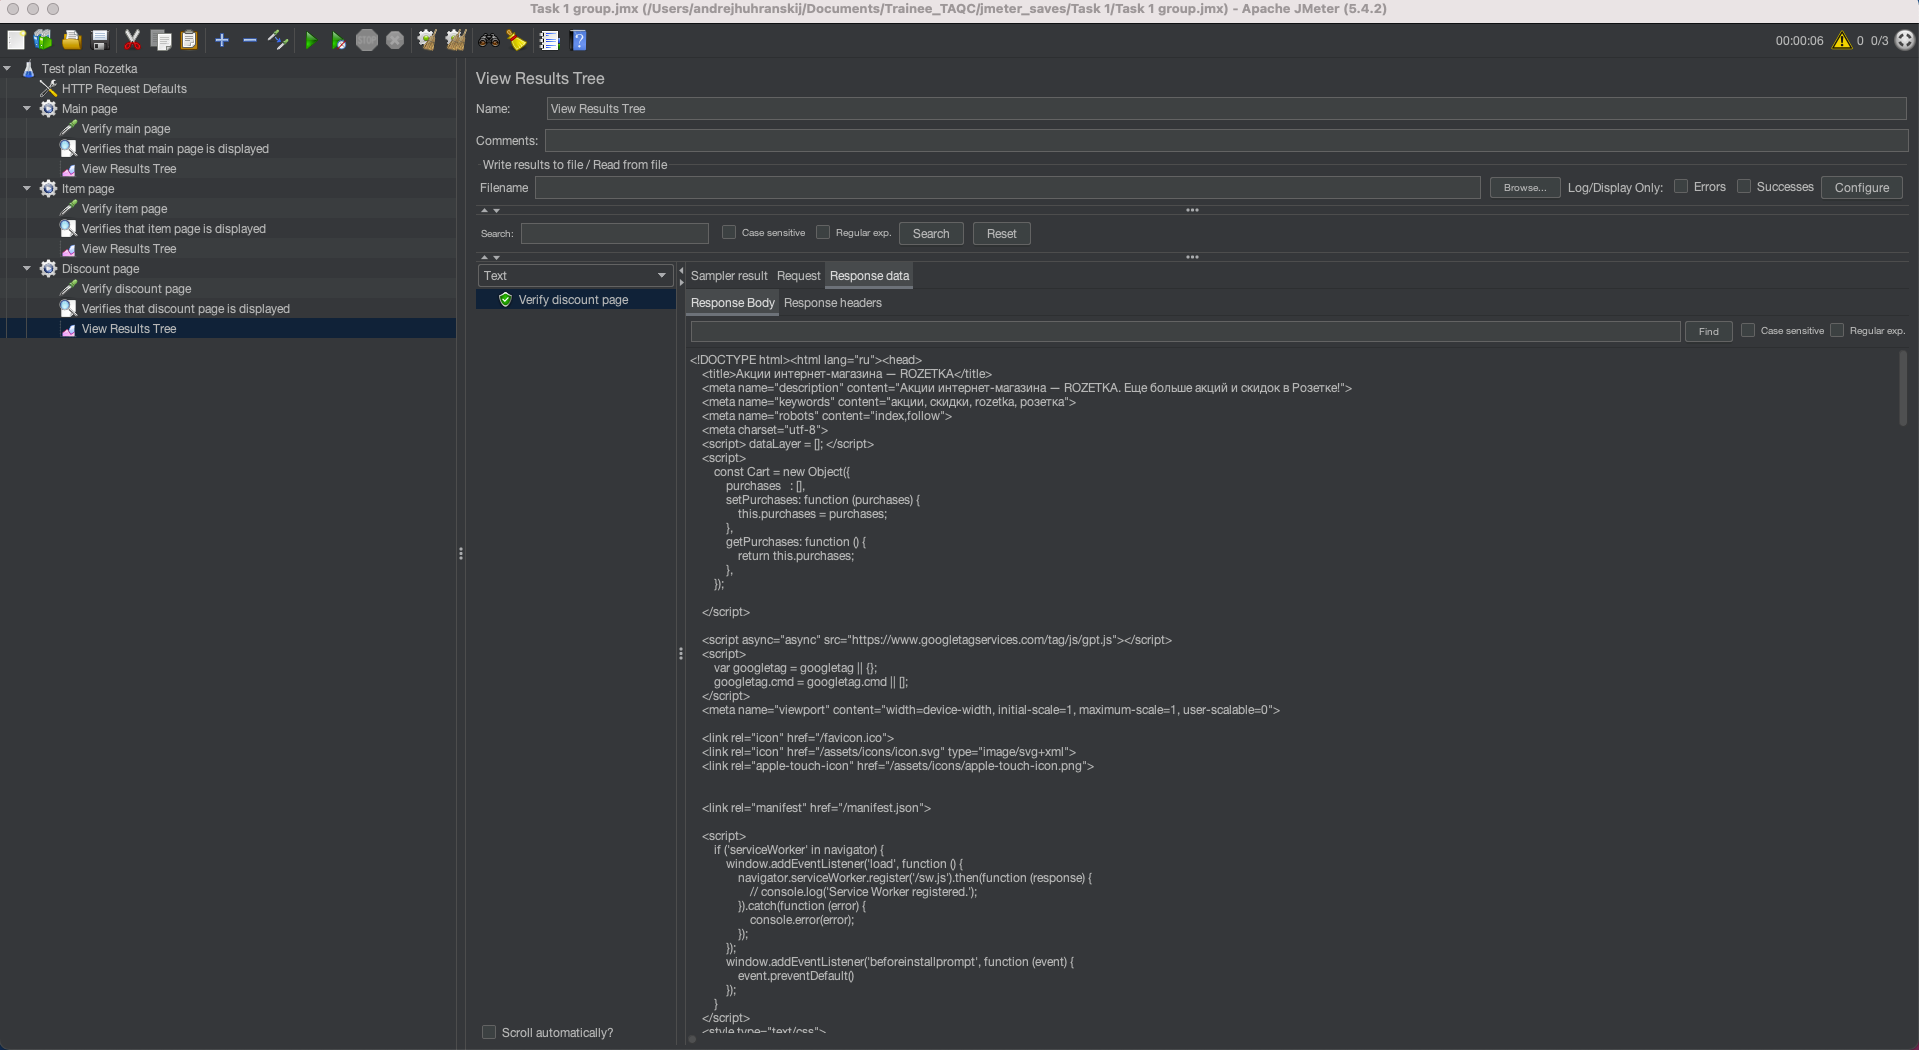 Task 1 group.jmx (/Users/andrejhuhranskij/Documents/Trainee_TAQC/jmeter_saves/Task 1/Task 1 group.jmx) - Apache JMeter (5.4.2)
STOP
00:00:06 0 0/3
Test plan Rozetka
HTTP Request Defaults
Main page
Verify main page
Verifies that main page is displayed
View Results Tree
Item page
Verify item page
Verifies that item page is displayed
View Results Tree
Discount page
Verify discount page
Verifies that discount page is displayed
View Results Tree
View Results Tree
Name: View Results Tree
Comments:
Write results to file / Read from file
Filename Browse... Log/Display Only: Errors Successes Configure
Search: Case sensitive Regular exp. Search Reset
Text
Verify discount page
Scroll automatically?
Sampler result Request Response data
Response Body Response headers
Find Case sensitive Regular exp.
<!DOCTYPE html><html lang="ru"><head>
<title>Акции интернет-магазина — ROZETKA</title>
<meta name="description" content="Акции интернет-магазина — ROZETKA. Еще больше акций и скидок в Розетке!">
<meta name="keywords" content="акции, скидки, rozetka, розетка">
<meta name="robots" content="index,follow">
<meta charset="utf-8">
<script> dataLayer = []; </script>
<script>
const Cart = new Object({
purchases : [],
setPurchases: function (purchases) {
this.purchases = purchases;
},
getPurchases: function () {
return this.purchases;
},
});
</script>
<script async="async" src="https://www.googletagservices.com/tag/js/gpt.js"></script>
<script>
var googletag = googletag || {};
googletag.cmd = googletag.cmd || [];
</script>
<meta name="viewport" content="width=device-width, initial-scale=1, maximum-scale=1, user-scalable=0">
<link rel="icon" href="/favicon.ico">
<link rel="icon" href="/assets/icons/icon.svg" type="image/svg+xml">
<link rel="apple-touch-icon" href="/assets/icons/apple-touch-icon.png">
<link rel="manifest" href="/manifest.json">
<script>
if ('serviceWorker' in navigator) {
window.addEventListener('load', function () {
navigator.serviceWorker.register('/sw.js').then(function (response) {
// console.log('Service Worker registered.');
}).catch(function (error) {
console.error(error);
});
});
window.addEventListener('beforeinstallprompt', function (event) {
event.preventDefault()
});
}
</script>
<style type="text/css">